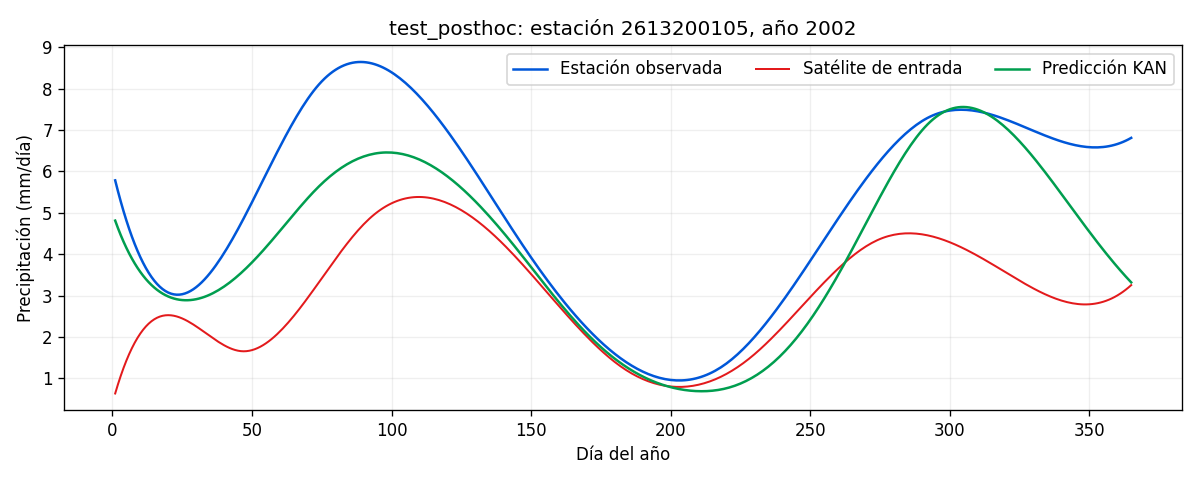 test_posthoc: estación 2613200105, año 2002
Estación observada Satélite de entrada Predicción KAN
Precipitación (mm/día)
9
8
7
6
5
4
3
2
1
0 50 100 150 200 250 300 350
Día del año